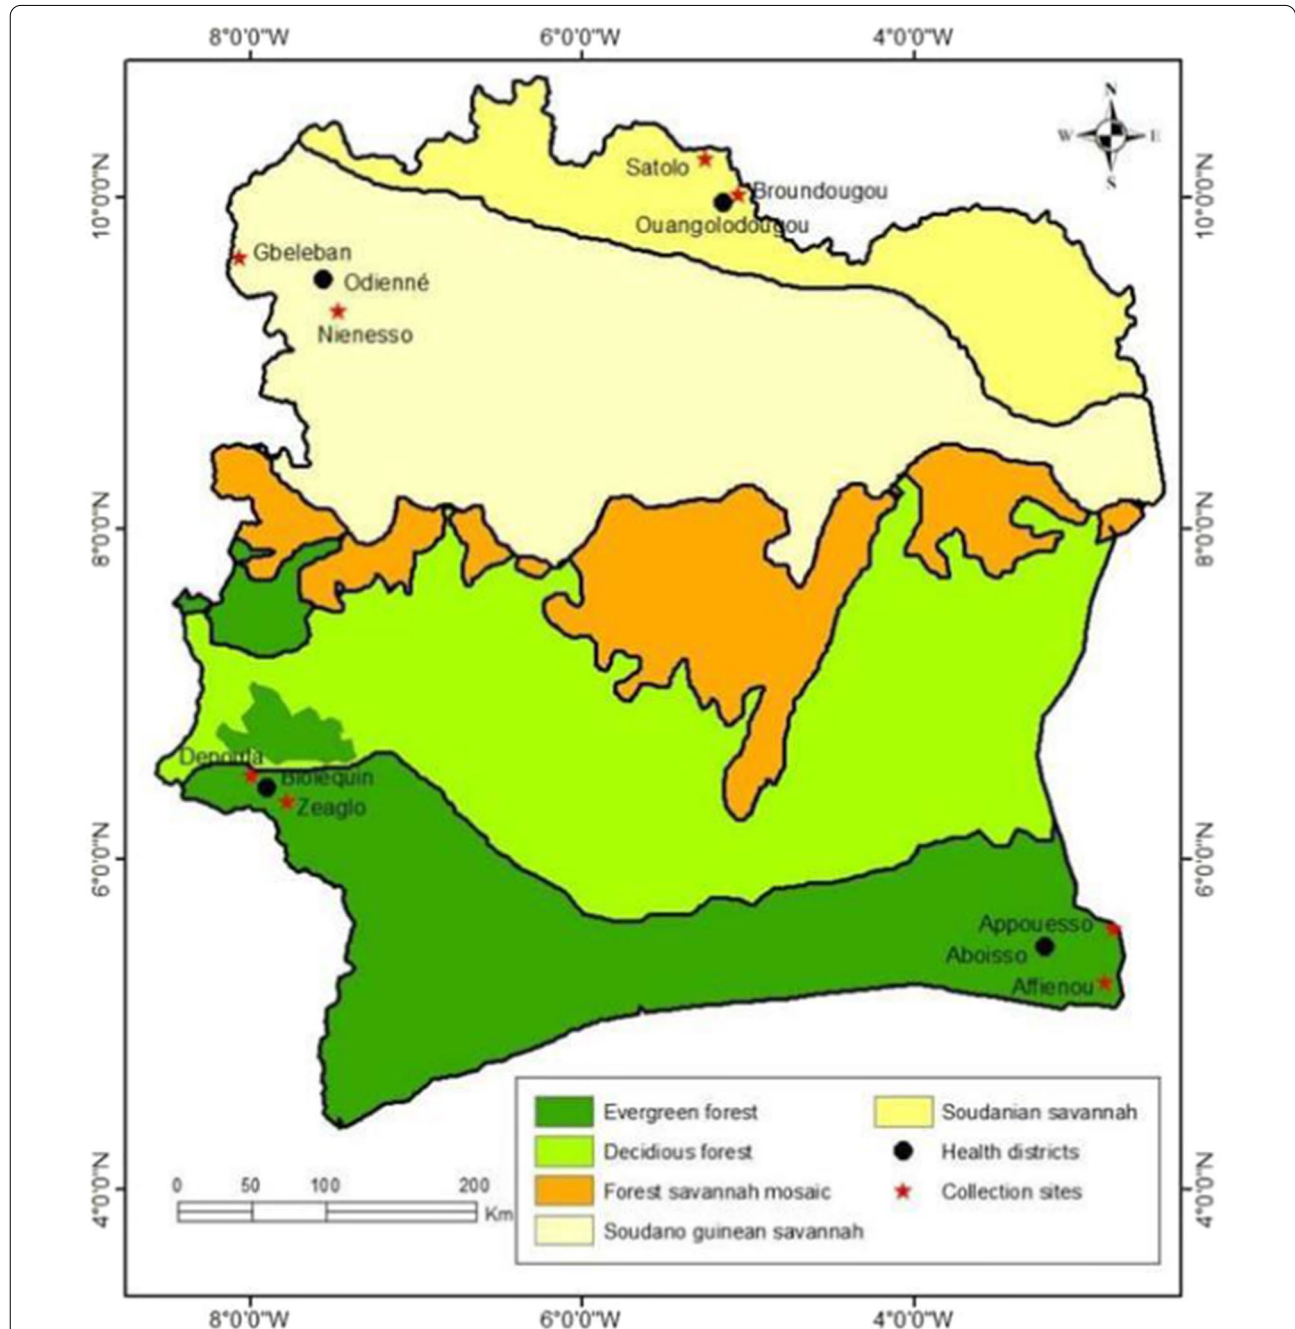 8°0'0"W 6°0'0"W 4°0'0"W
N
W E
S
10°0'0"N 10°0'0"N
Satolo
Broundougou
Ouangolodougou
Gbeleban
Odienné
Nienesso
8°0'0"N 8°0'0"N
Depoula
Blolequin
Zeaglo
6°0'0"N 6°0'0"N
Appouesso
Aboisso
Affienou
Evergreen forest
Decidious forest
Forest savannah mosaic
Soudano guinean savannah
Soudanian savannah
Health districts
Collection sites
4°0'0"N 4°0'0"N
0 50 100 200
Km
8°0'0"W 6°0'0"W 4°0'0"W